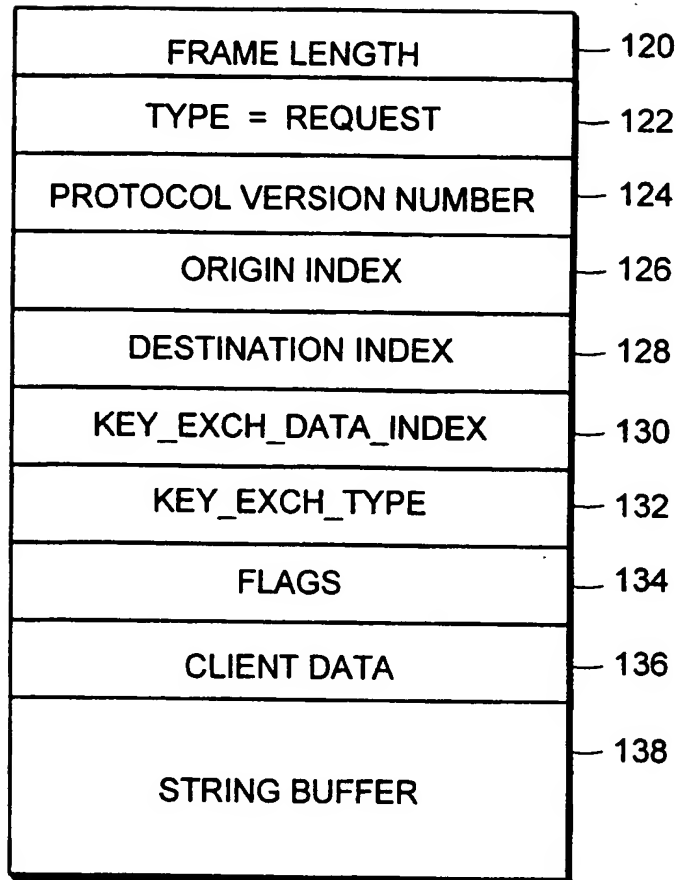 FRAME LENGTH 120
TYPE = REQUEST 122
PROTOCOL VERSION NUMBER 124
ORIGIN INDEX 126
DESTINATION INDEX 128
KEY_EXCH_DATA_INDEX 130
KEY_EXCH_TYPE 132
FLAGS 134
CLIENT DATA 136
138
STRING BUFFER